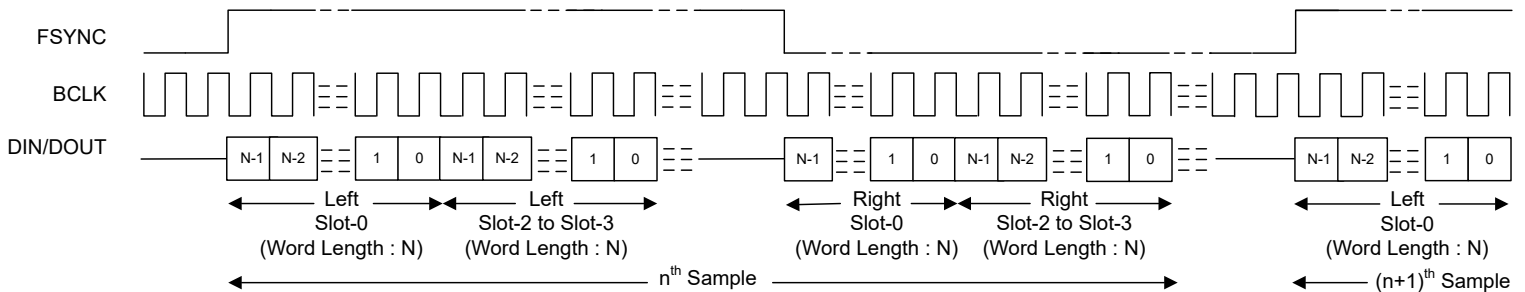 FSYNC
BCLK
DIN/DOUT
N-1 N-2 1 0 N-1 N-2 1 0 N-1 1 0 N-1 N-2 1 0 N-1 N-2 1 0
Left Left Right Right Left
Slot-0 Slot-2 to Slot-3 Slot-0 Slot-2 to Slot-3 Slot-0
(Word Length : N) (Word Length : N) (Word Length : N) (Word Length : N) (Word Length : N)
nth Sample (n+1)th Sample